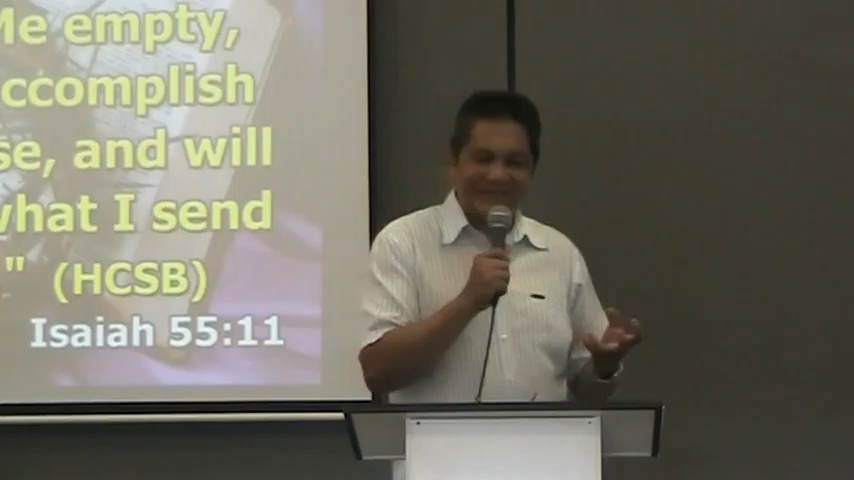 Me empty,
ccomplish
se, and will
what I send
" (HCSB)
Isaiah 55:11